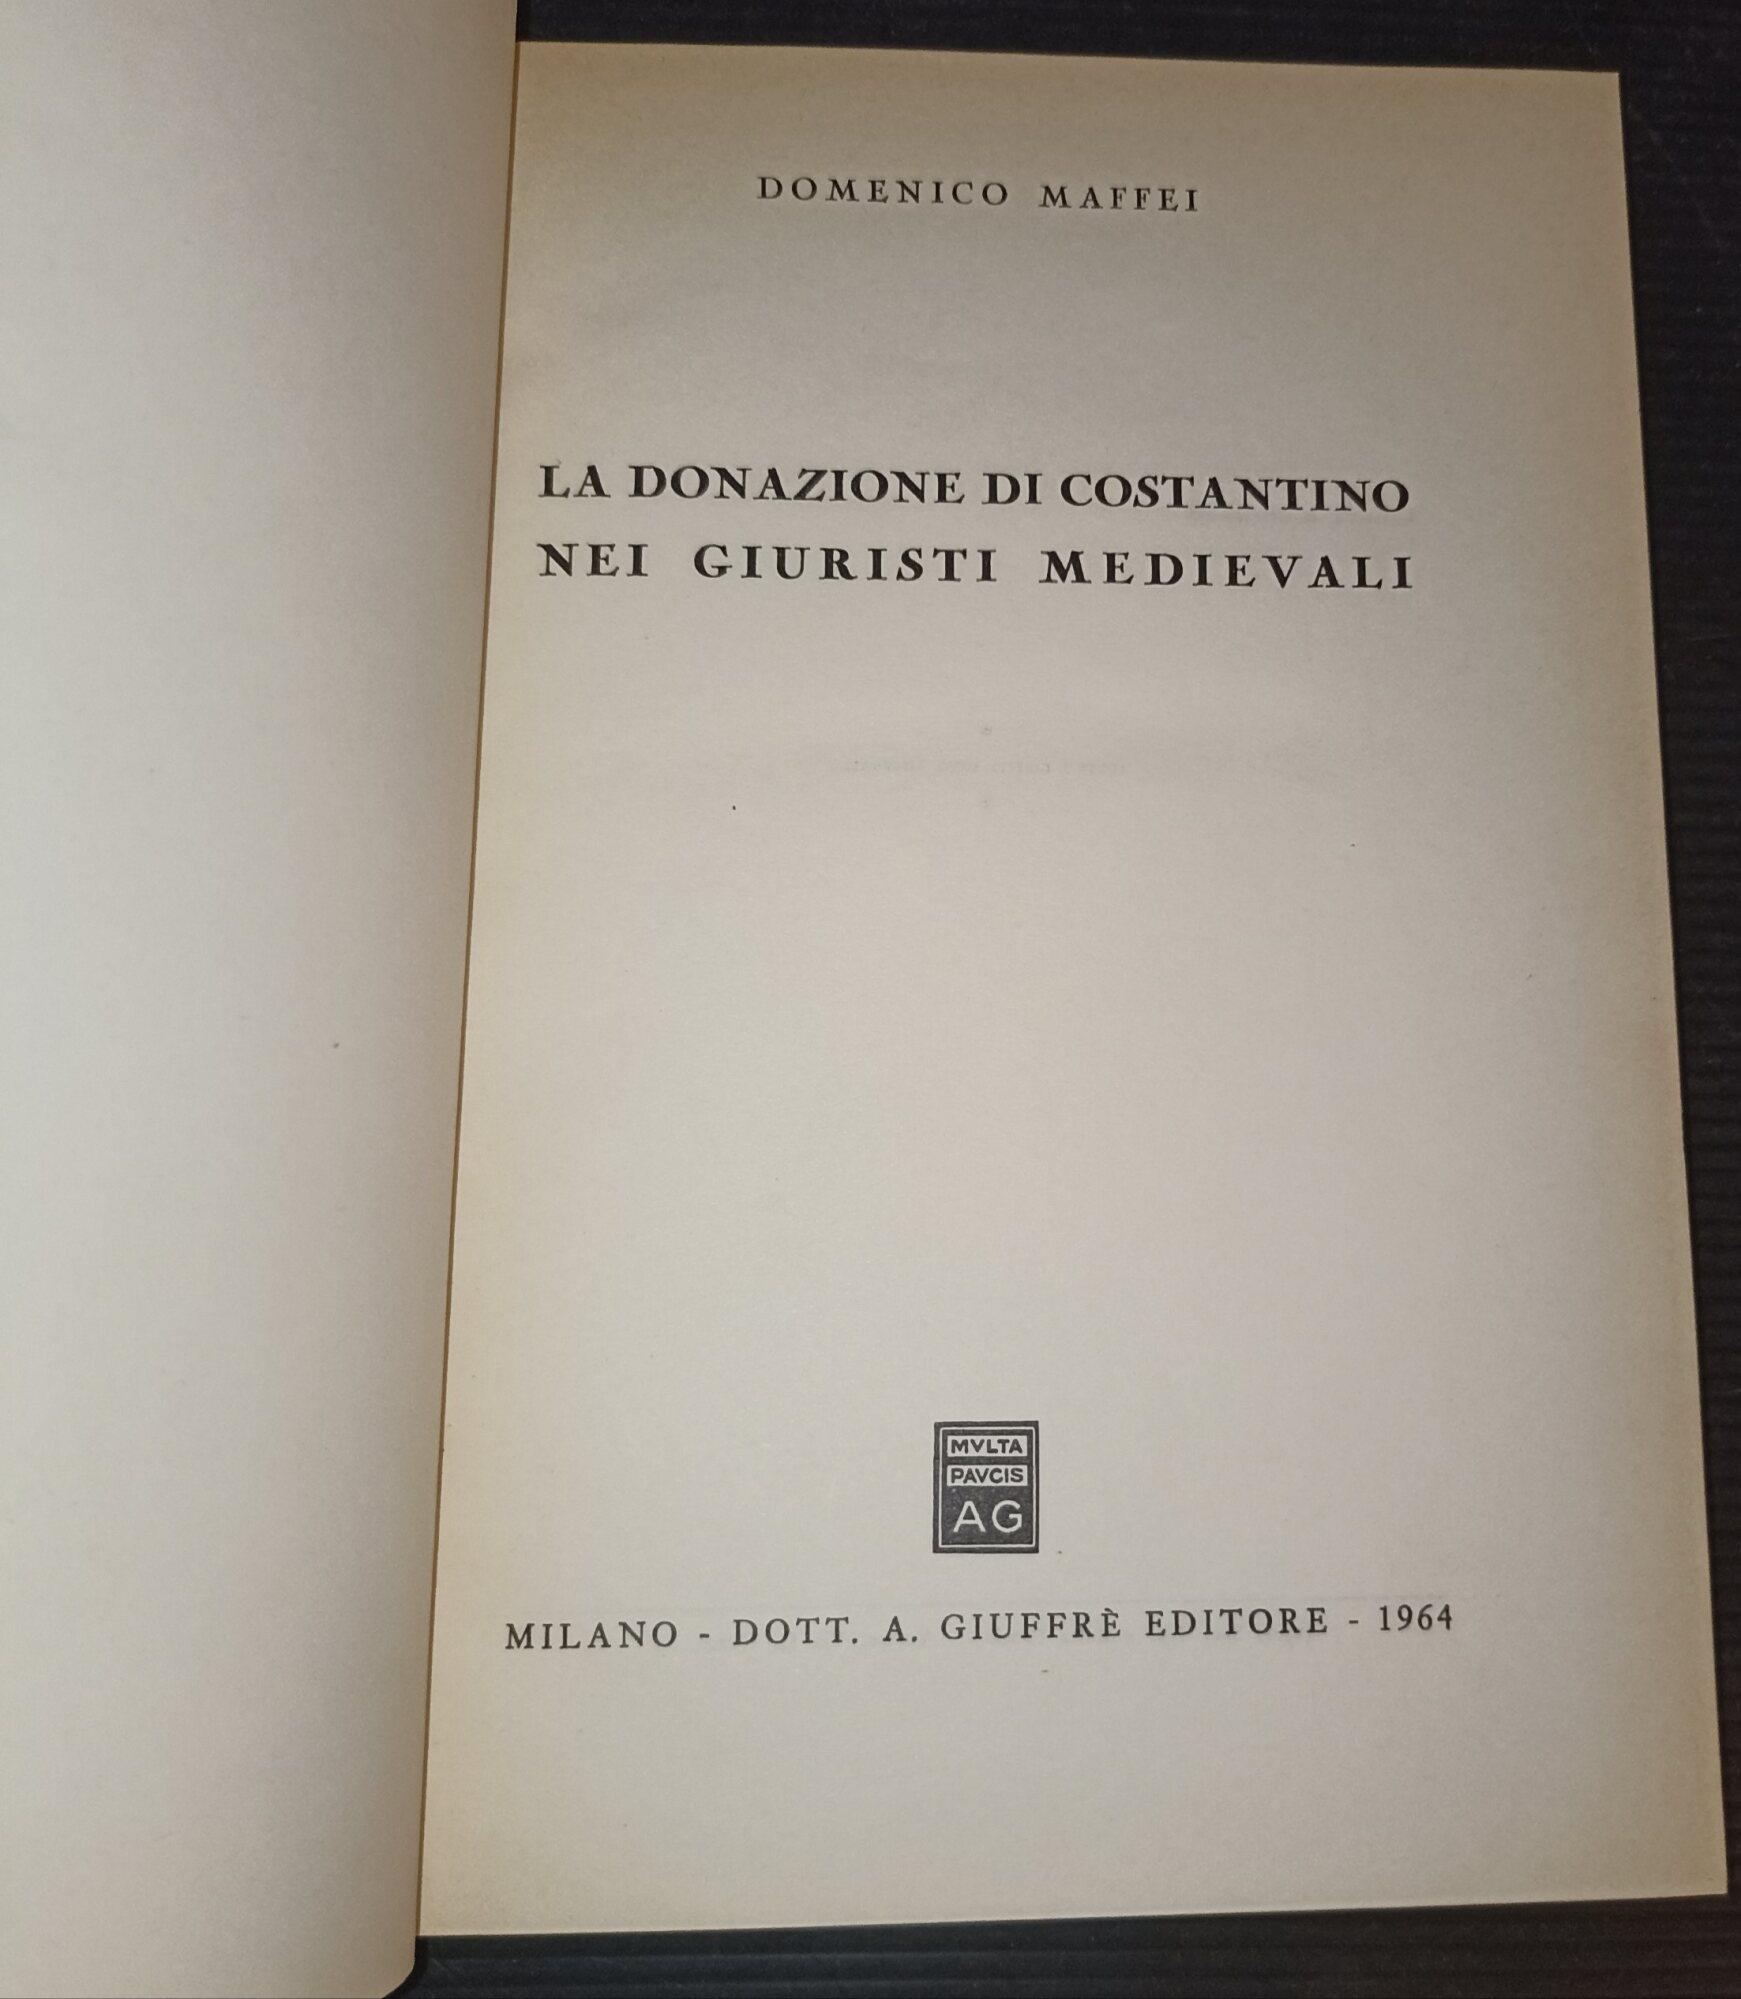 DOMENICO MAFFEI
LA DONAZIONE DI COSTANTINO
NEI GIURISTI MEDIEVALI
MVLTA
PAVCIS
AG
MILANO - DOTT. A. GIUFFRÈ EDITORE - 1964